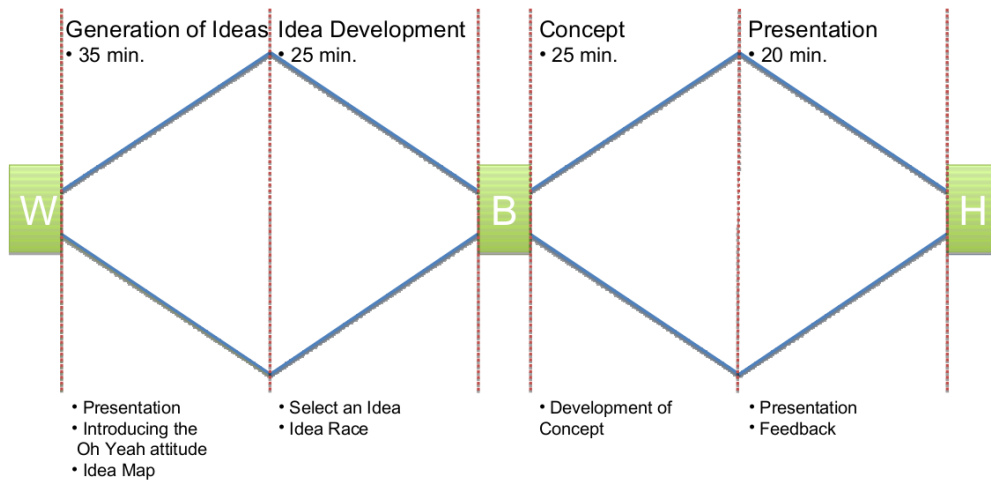 Generation of Ideas
• 35 min.
Idea Development
• 25 min.
Concept
• 25 min.
Presentation
• 20 min.
W
B
H
• Presentation
• Introducing the
Oh Yeah attitude
• Idea Map
• Select an Idea
• Idea Race
• Development of
Concept
• Presentation
• Feedback